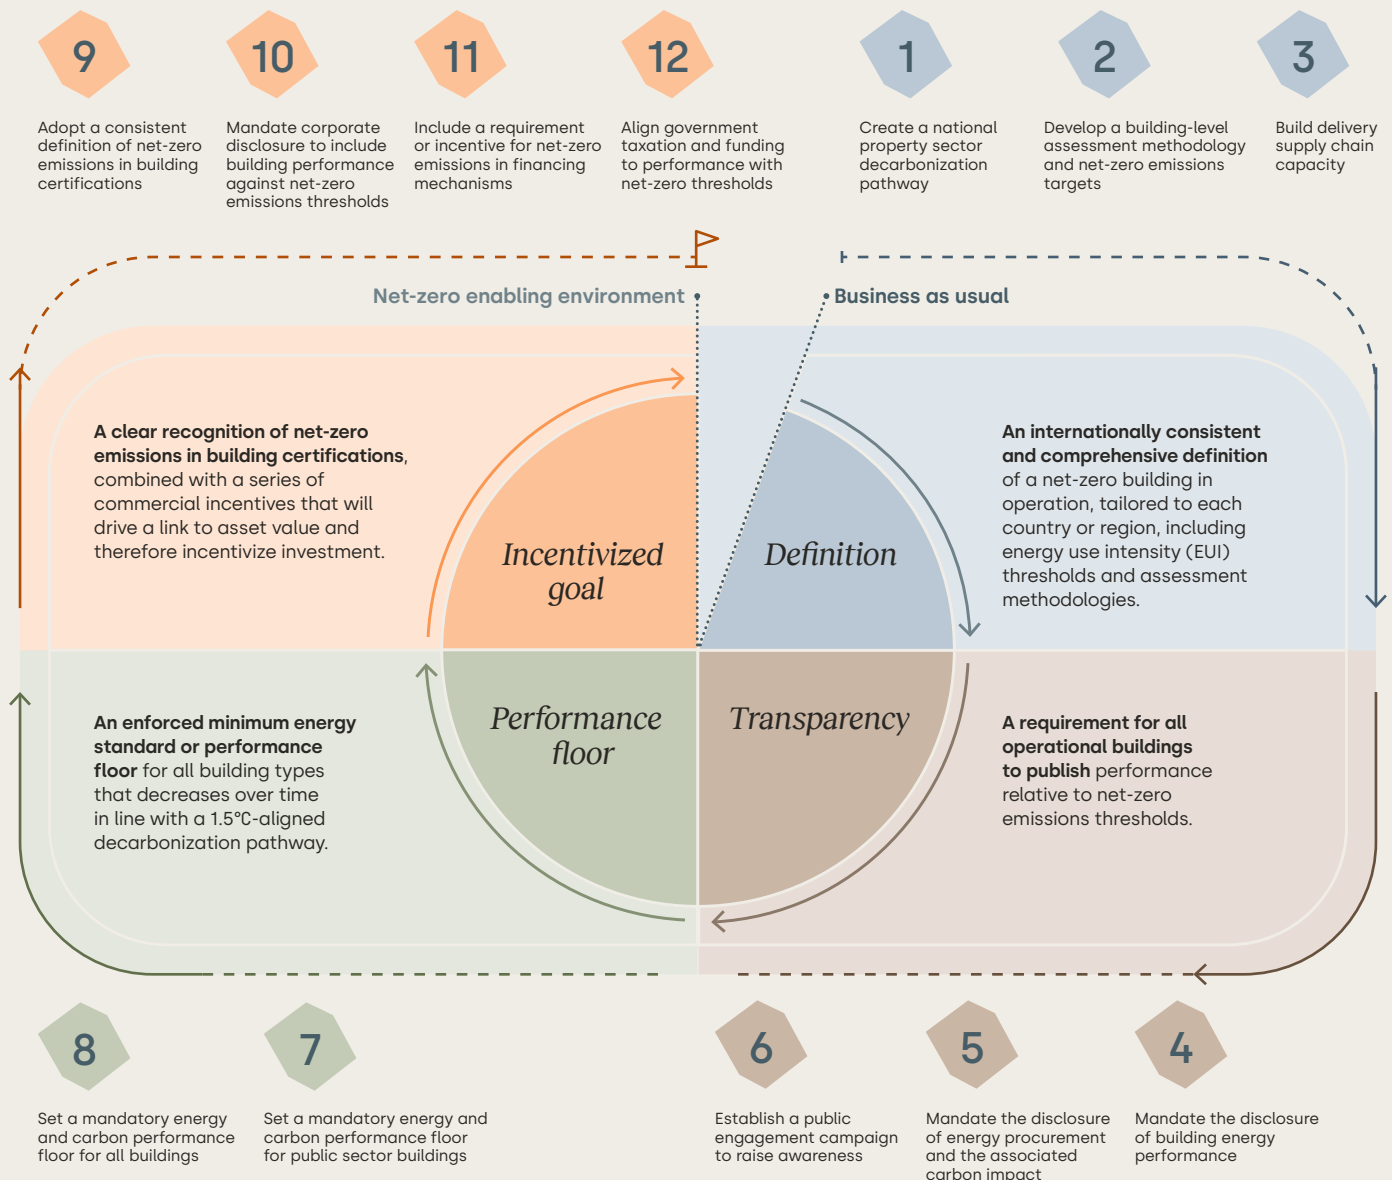 9
Adopt a consistent
definition of net-zero
emissions in building
certifications
10
Mandate corporate
disclosure to include
building performance
against net-zero
emissions thresholds
11
Include a requirement
or incentive for net-zero
emissions in financing
mechanisms
12
Align government
taxation and funding
to performance with
net-zero thresholds
1
Create a national
property sector
decarbonization
pathway
2
Develop a building-level
assessment methodology
and net-zero emissions
targets
3
Build delivery
supply chain
capacity
Net-zero enabling environment
Business as usual
A clear recognition of net-zero
emissions in building certifications,
combined with a series of
commercial incentives that will
drive a link to asset value and
therefore incentivize investment.
Incentivized
goal
Definition
An internationally consistent
and comprehensive definition
of a net-zero building in
operation, tailored to each
country or region, including
energy use intensity (EUI)
thresholds and assessment
methodologies.
An enforced minimum energy
standard or performance
floor for all building types
that decreases over time
in line with a 1.5°C-aligned
decarbonization pathway.
Performance
floor
Transparency
A requirement for all
operational buildings
to publish performance
relative to net-zero
emissions thresholds.
8
Set a mandatory energy
and carbon performance
floor for all buildings
7
Set a mandatory energy and
carbon performance floor
for public sector buildings
6
Establish a public
engagement campaign
to raise awareness
5
Mandate the disclosure
of energy procurement
and the associated
carbon impact
4
Mandate the disclosure
of building energy
performance